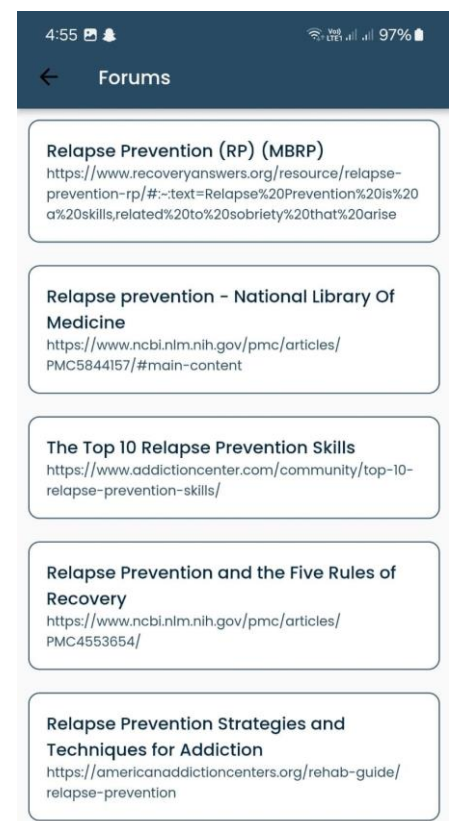 4:55 97%
Forums
Relapse Prevention (RP) (MBRP)
https://www.recoveryanswers.org/resource/relapse-
prevention-rp/#:~:text=Relapse%20Prevention%20is%20
a%20skills,related%20to%20sobriety%20that%20arise
Relapse prevention - National Library Of
Medicine
https://www.ncbi.nlm.nih.gov/pmc/articles/
PMC5844157/#main-content
The Top 10 Relapse Prevention Skills
https://www.addictioncenter.com/community/top-10-
relapse-prevention-skills/
Relapse Prevention and the Five Rules of
Recovery
https://www.ncbi.nlm.nih.gov/pmc/articles/
PMC4553654/
Relapse Prevention Strategies and
Techniques for Addiction
https://americanaddictioncenters.org/rehab-guide/
relapse-prevention